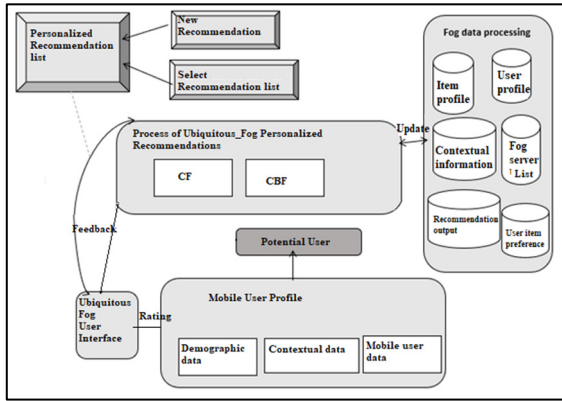 Personalized
Recommendation
list
New
Recommendation
Select
Recommendation list
Fog data processing
Item
profile
User
profile
Contextual
information
Fog
server
List
Recommendation
output
User item
preference
Update
Process of Ubiquitous_Fog Personalized
Recommendations
CF
CBF
Feedback
Potential User
Ubiquitous
Fog
User
Interface
Rating
Mobile User Profile
Demographic
data
Contextual data
Mobile user
data